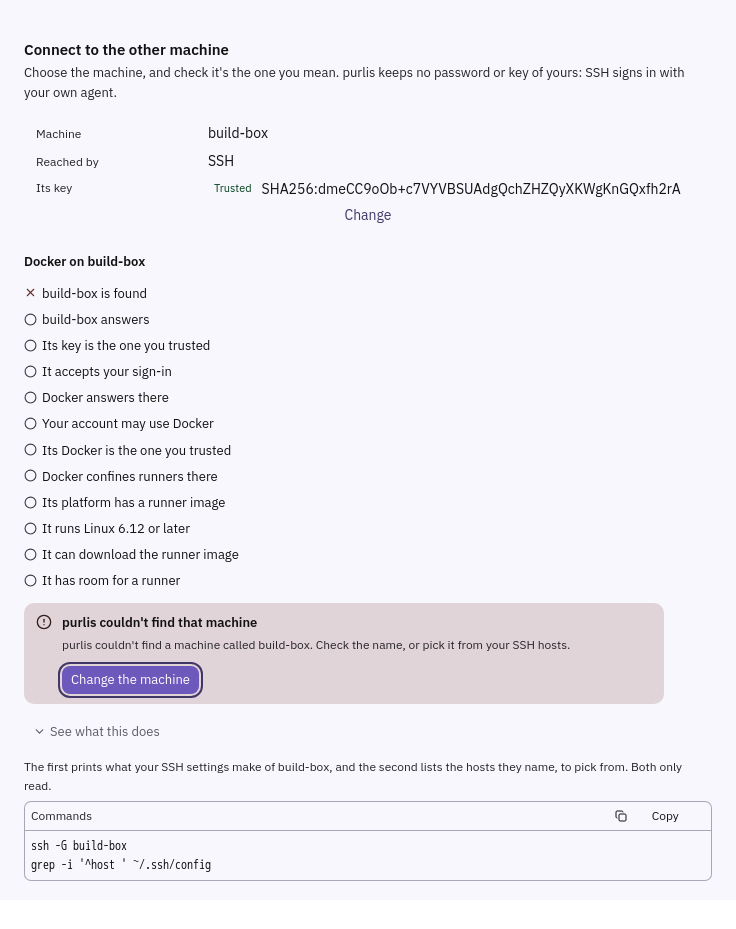 Connect to the other machine
Choose the machine, and check it's the one you mean. purlis keeps no password or key of yours: SSH signs in with
your own agent.
Machine build-box
Reached by SSH
Its key Trusted SHA256:dmeCC9oOb+c7VYVBSUAdgQchZHZQyXKWgKnGQxfh2rA
Change
Docker on build-box
build-box is found
build-box answers
Its key is the one you trusted
It accepts your sign-in
Docker answers there
Your account may use Docker
Its Docker is the one you trusted
Docker confines runners there
Its platform has a runner image
It runs Linux 6.12 or later
It can download the runner image
It has room for a runner
purlis couldn't find that machine
purlis couldn't find a machine called build-box. Check the name, or pick it from your SSH hosts.
Change the machine
See what this does
The first prints what your SSH settings make of build-box, and the second lists the hosts they name, to pick from. Both only
read.
Commands Copy
ssh -G build-box
grep -i '^host ' ~/.ssh/config